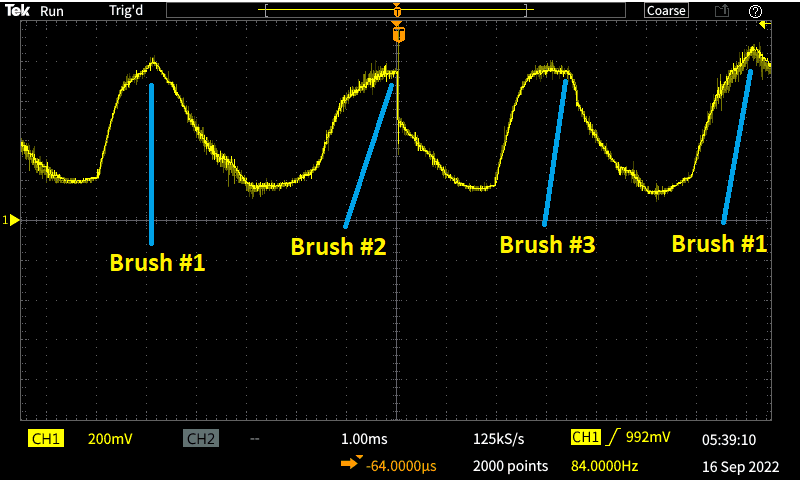 Tek Run Trig'd T Coarse ?
T
1
Brush #1
Brush #2
Brush #3
Brush #1
CH1 200mV CH2 -- 1.00ms 125kS/s CH1 992mV 05:39:10
-64.0000µs 2000 points 84.0000Hz 16 Sep 2022